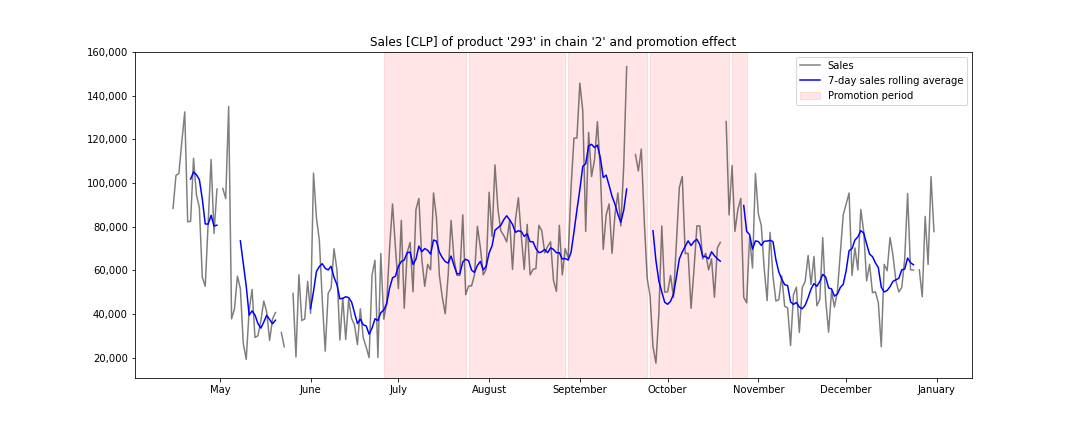 Sales [CLP] of product '293' in chain '2' and promotion effect
160,000
140,000
120,000
100,000
80,000
60,000
40,000
20,000
Sales
7-day sales rolling average
Promotion period
May
June
July
August
September
October
November
December
January